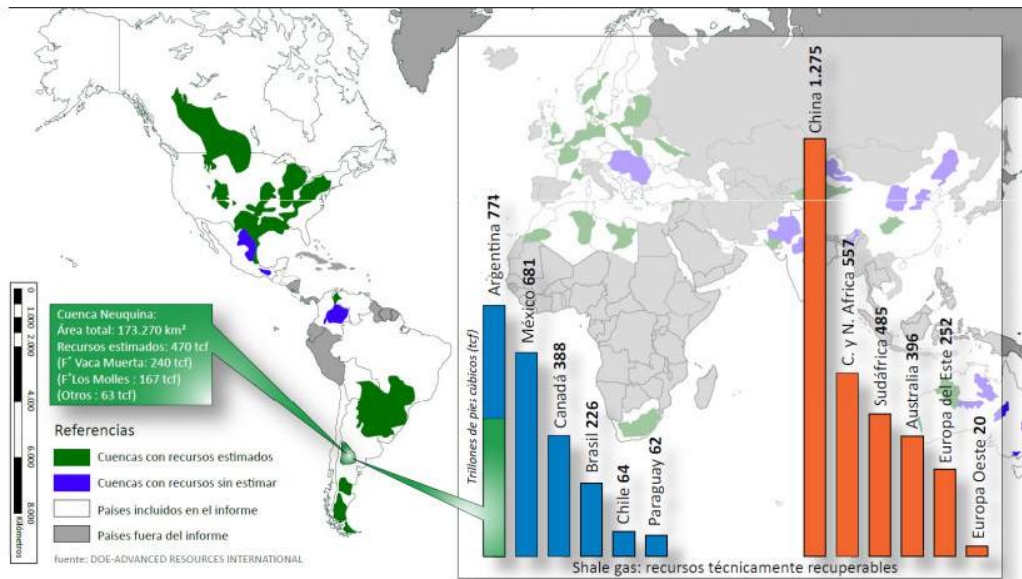 Cuenca Neuquina:
Área total: 173.270 km²
Recursos estimados: 470 tcf
(F° Vaca Muerta: 240 tcf)
(F°Los Molles : 167 tcf)
(Otros : 63 tcf)
Referencias
Cuencas con recursos estimados
Cuencas con recursos sin estimar
Países incluidos en el informe
Países fuera del informe
fuente: DOE-ADVANCED RESOURCES INTERNATIONAL
0
1.000
2.000
4.000
6.000
8.000
Kilómetros
Trillones de pies cúbicos (tcf)
Argentina 774
México 681
Canadá 388
Brasil 226
Chile 64
Paraguay 62
China 1.275
C. y N. Africa 557
Sudáfrica 485
Australia 396
Europa del Este 252
Europa Oeste 20
Shale gas: recursos técnicamente recuperables